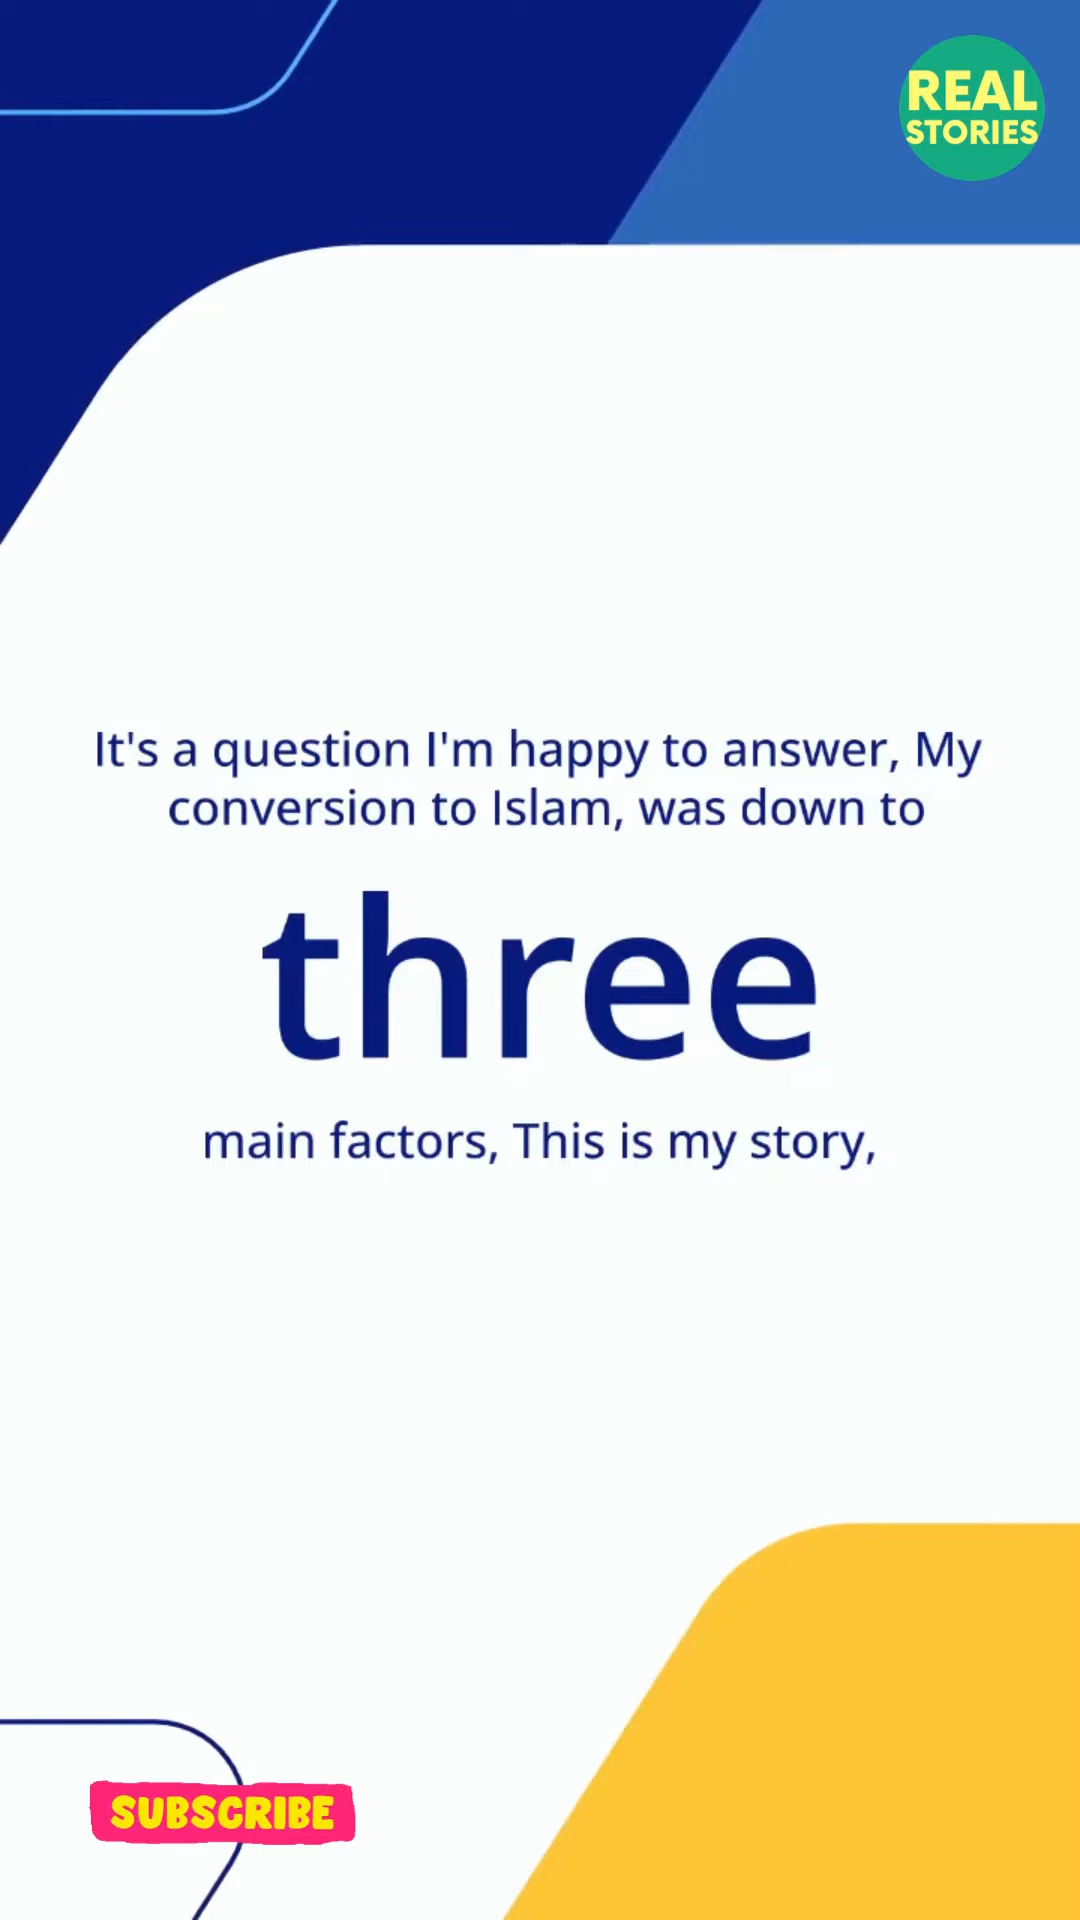 REAL
STORIES
It's a question I'm happy to answer, My
conversion to Islam, was down to
three
main factors, This is my story,
SUBSCRIBE